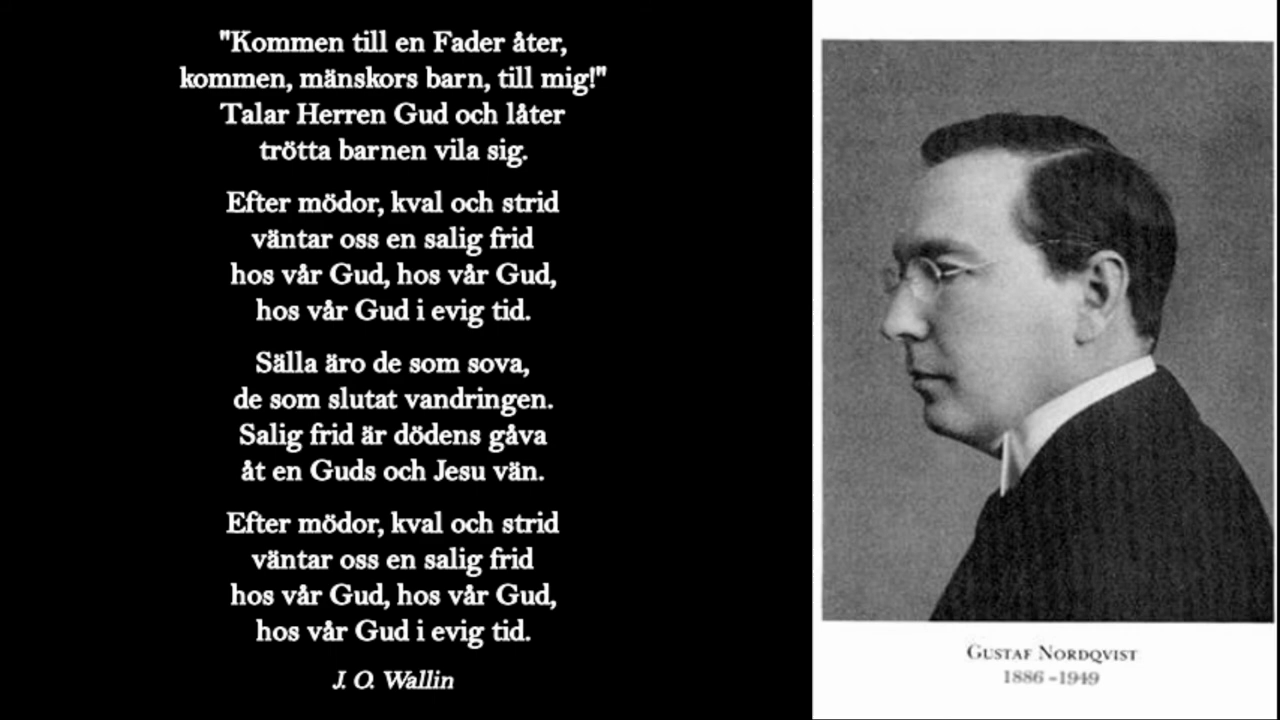 "Kommen till en Fader åter,
kommen, mänskors barn, till mig!"
Talar Herren Gud och låter
trötta barnen vila sig.
Efter mödor, kval och strid
väntar oss en salig frid
hos vår Gud, hos vår Gud,
hos vår Gud i evig tid.
Sälla äro de som sova,
de som slutat vandringen.
Salig frid är dödens gåva
åt en Guds och Jesu vän.
Efter mödor, kval och strid
väntar oss en salig frid
hos vår Gud, hos vår Gud,
hos vår Gud i evig tid.
J. O. Wallin
GUSTAF NORDQVIST
1886 –1949